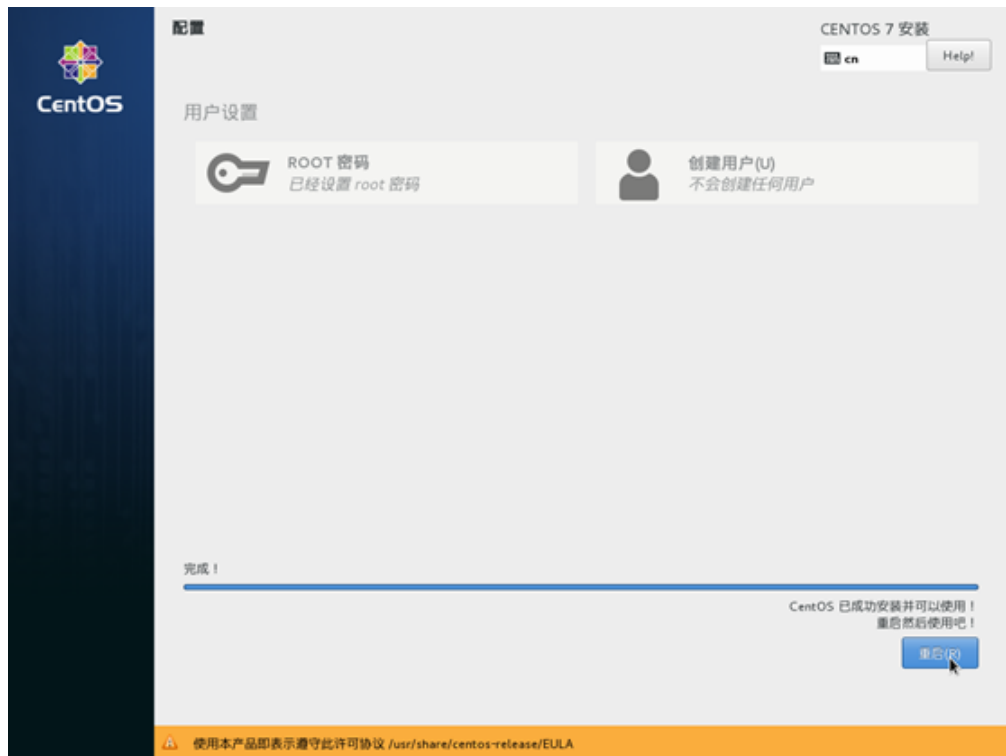 CentOS
配置
CENTOS 7 安装
cn
Help!
用户设置
ROOT 密码
已经设置 root 密码
创建用户(U)
不会创建任何用户
完成！
CentOS 已成功安装并可以使用！
重启然后使用吧！
重启(R)
使用本产品即表示遵守此许可协议 /usr/share/centos-release/EULA